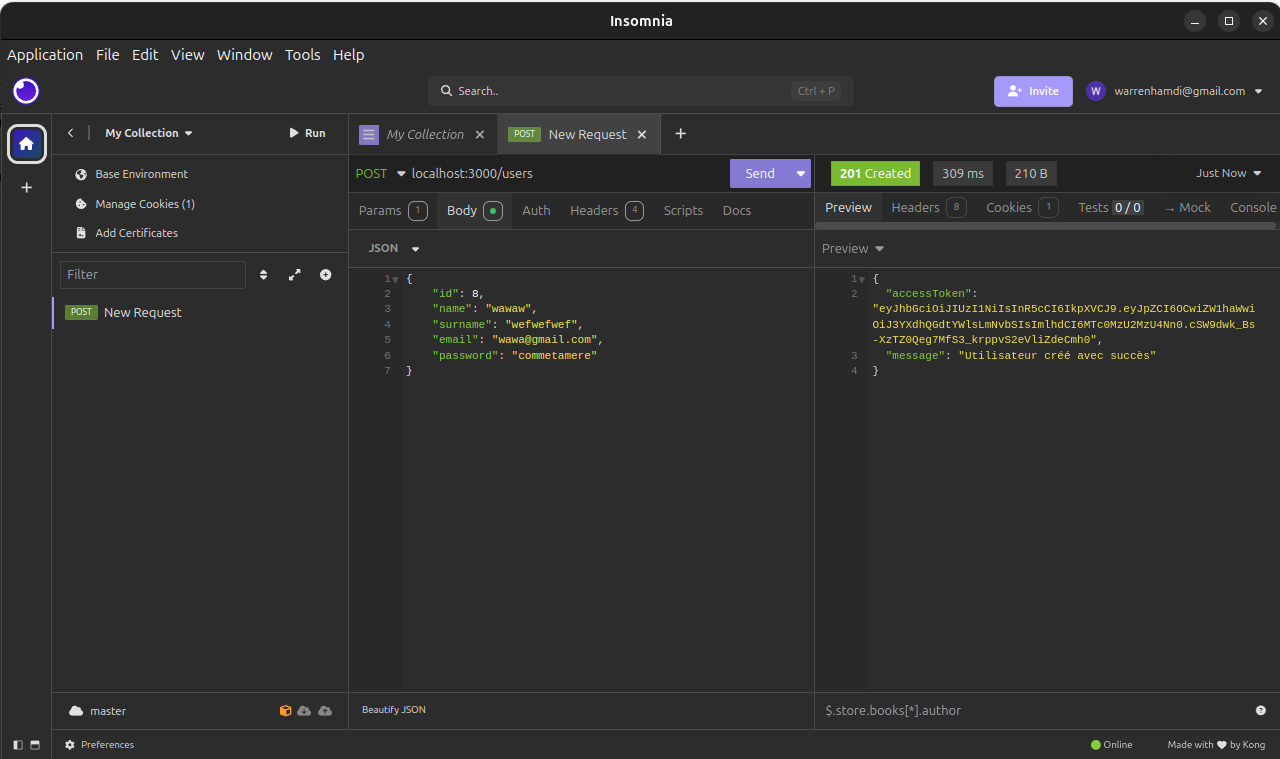 Insomnia
Application File Edit View Window Tools Help
Search.. Ctrl + P
Invite
W warrenhamdi@gmail.com
My Collection
Run
My Collection
POST New Request
Base Environment
Manage Cookies (1)
Add Certificates
Filter
POST New Request
POST localhost:3000/users Send
Params 1 Body Auth Headers 4 Scripts Docs
JSON
1 {
2 "id": 8,
3 "name": "wawaw",
4 "surname": "wefwefwef",
5 "email": "wawa@gmail.com",
6 "password": "commetamere"
7 }
Beautify JSON
201 Created 309 ms 210 B Just Now
Preview Headers 8 Cookies 1 Tests 0 / 0 → Mock Console
Preview
1 {
2 "accessToken":
"eyJhbGciOiJIUzI1NiIsInR5cCI6IkpXVCJ9.eyJpZCI6OCwiZW1haWwi
OiJ3YXdhQGdtYWlsLmNvbSIsImlhdCI6MTc0MzU2MzU4Nn0.cSW9dwk_Bs
-XzTZ0Qeg7MfS3_krppvS2eVliZdeCmh0",
3 "message": "Utilisateur créé avec succès"
4 }
$.store.books[*].author
master
Preferences
Online
Made with ♥ by Kong